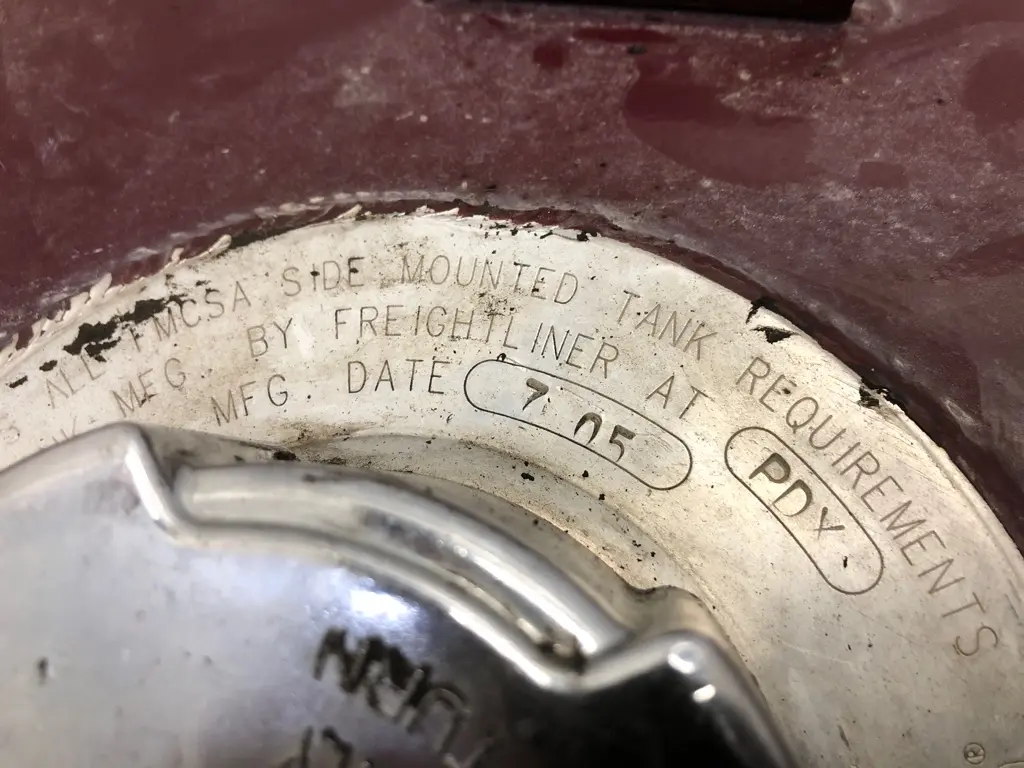 ALL FMCSA SIDE MOUNTED TANK REQUIREMENTS
MFG BY FREIGHTLINER AT PDX
MFG DATE 7 05
®